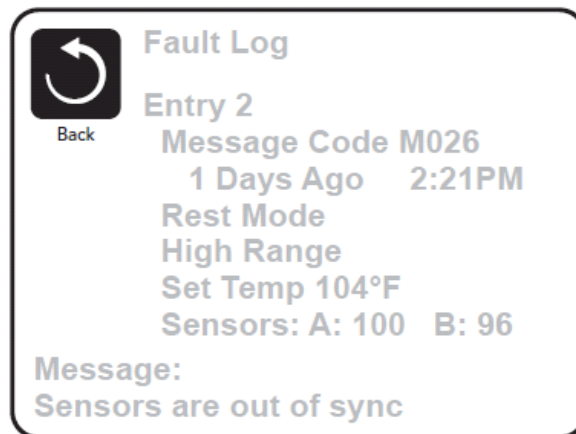 Fault Log
Back
Entry 2
Message Code M026
1 Days Ago 2:21PM
Rest Mode
High Range
Set Temp 104°F
Sensors: A: 100 B: 96
Message:
Sensors are out of sync